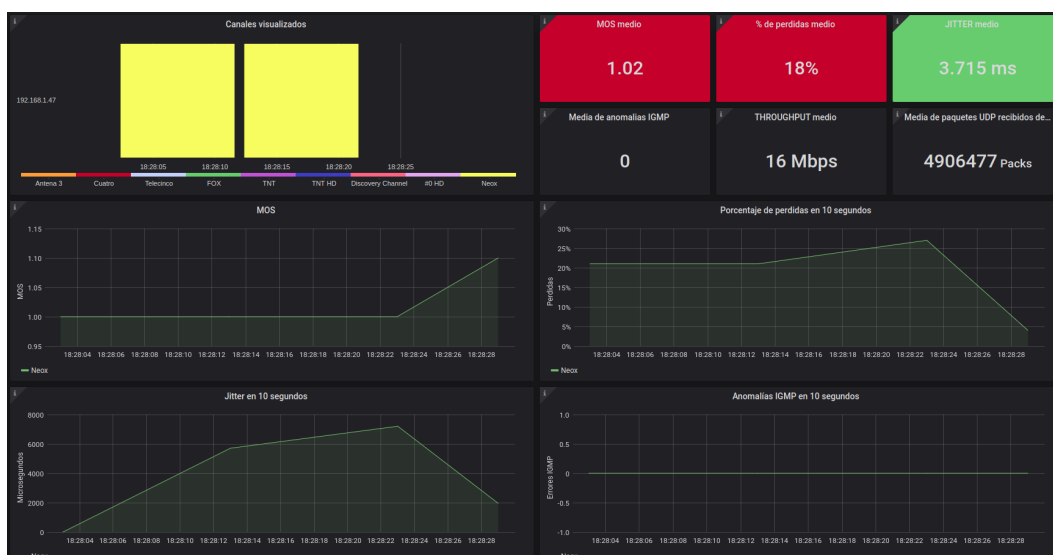 Canales visualizados
192.168.1.47
18:28:05 18:28:10 18:28:15 18:28:20 18:28:25
Antena 3 Cuatro Telecinco FOX TNT TNT HD Discovery Channel #0 HD Neox
MOS medio
1.02
% de perdidas medio
18%
JITTER medio
3.715 ms
Media de anomalias IGMP
0
THROUGHPUT medio
16 Mbps
Media de paquetes UDP recibidos de...
4906477 Packs
MOS
1.15
1.10
1.05
1.00
0.95
MOS
18:28:04 18:28:06 18:28:08 18:28:10 18:28:12 18:28:14 18:28:16 18:28:18 18:28:20 18:28:22 18:28:24 18:28:26 18:28:28
Neox
Porcentaje de perdidas en 10 segundos
30%
25%
20%
15%
10%
5%
0%
Perdidas
18:28:04 18:28:06 18:28:08 18:28:10 18:28:12 18:28:14 18:28:16 18:28:18 18:28:20 18:28:22 18:28:24 18:28:26 18:28:28
Neox
Jitter en 10 segundos
8000
6000
4000
2000
0
Microsegundos
18:28:04 18:28:06 18:28:08 18:28:10 18:28:12 18:28:14 18:28:16 18:28:18 18:28:20 18:28:22 18:28:24 18:28:26 18:28:28
Neox
Anomalías IGMP en 10 segundos
1.0
0.5
0
-0.5
-1.0
Errores IGMP
18:28:04 18:28:06 18:28:08 18:28:10 18:28:12 18:28:14 18:28:16 18:28:18 18:28:20 18:28:22 18:28:24 18:28:26 18:28:28
Neox